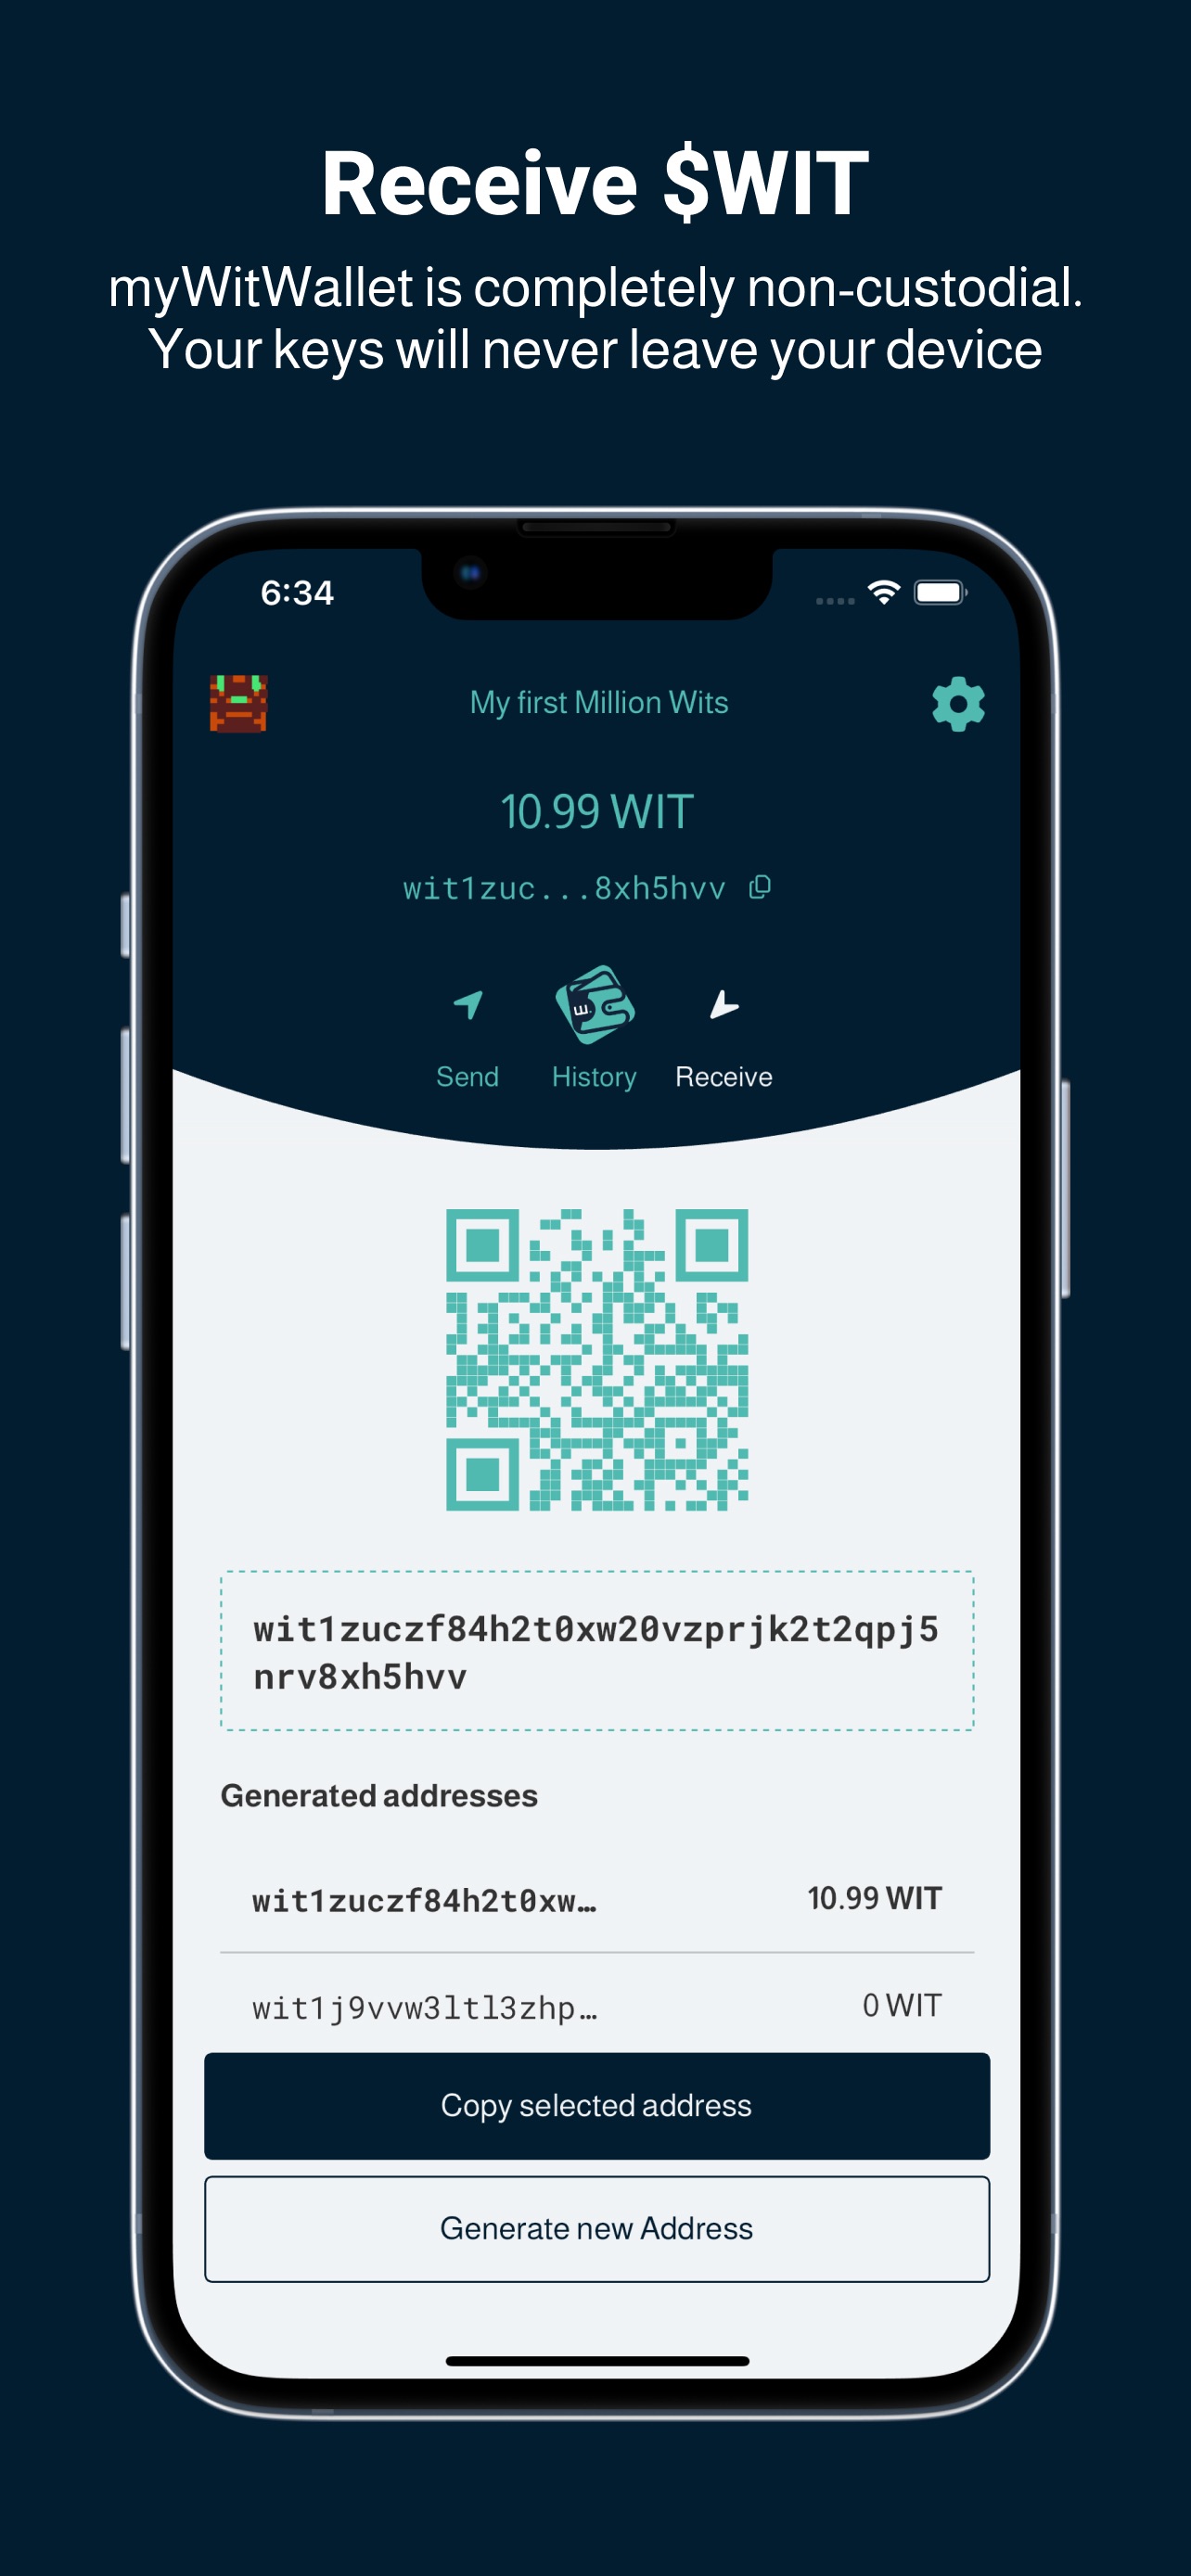 Receive $WIT
myWitWallet is completely non-custodial.
Your keys will never leave your device
6:34
My first Million Wits
10.99 WIT
wit1zuc...8xh5hvv
Send History Receive
wit1zuczf84h2t0xw20vzprjk2t2qpj5
nrv8xh5hvv
Generated addresses
wit1zuczf84h2t0xw… 10.99 WIT
wit1j9vvw3ltl3zhp… 0 WIT
Copy selected address
Generate new Address